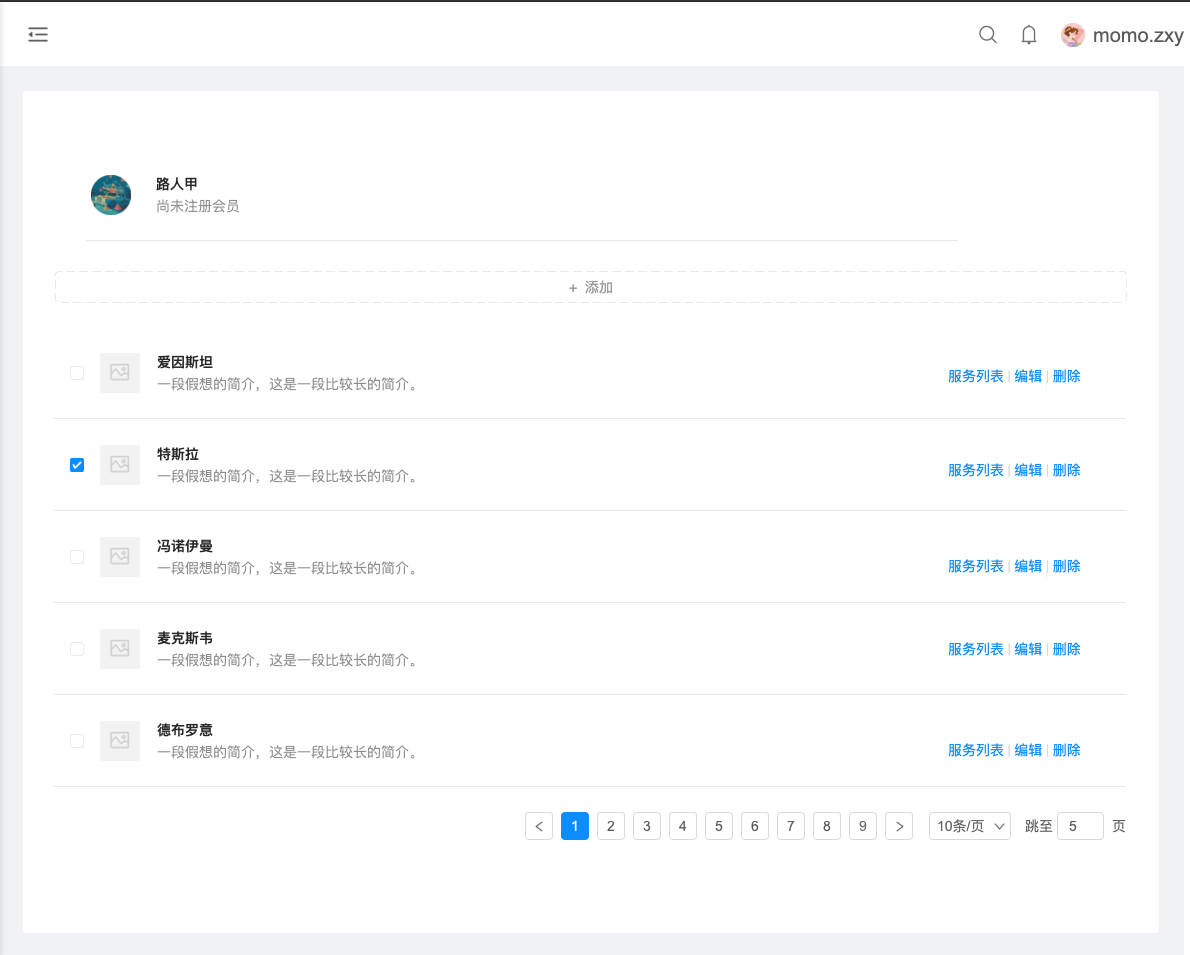 momo.zxy
路人甲
尚未注册会员
+ 添加
爱因斯坦
一段假想的简介，这是一段比较长的简介。
服务列表 | 编辑 | 删除
特斯拉
一段假想的简介，这是一段比较长的简介。
服务列表 | 编辑 | 删除
冯诺伊曼
一段假想的简介，这是一段比较长的简介。
服务列表 | 编辑 | 删除
麦克斯韦
一段假想的简介，这是一段比较长的简介。
服务列表 | 编辑 | 删除
德布罗意
一段假想的简介，这是一段比较长的简介。
服务列表 | 编辑 | 删除
< 1 2 3 4 5 6 7 8 9 > 10条/页 跳至 5 页